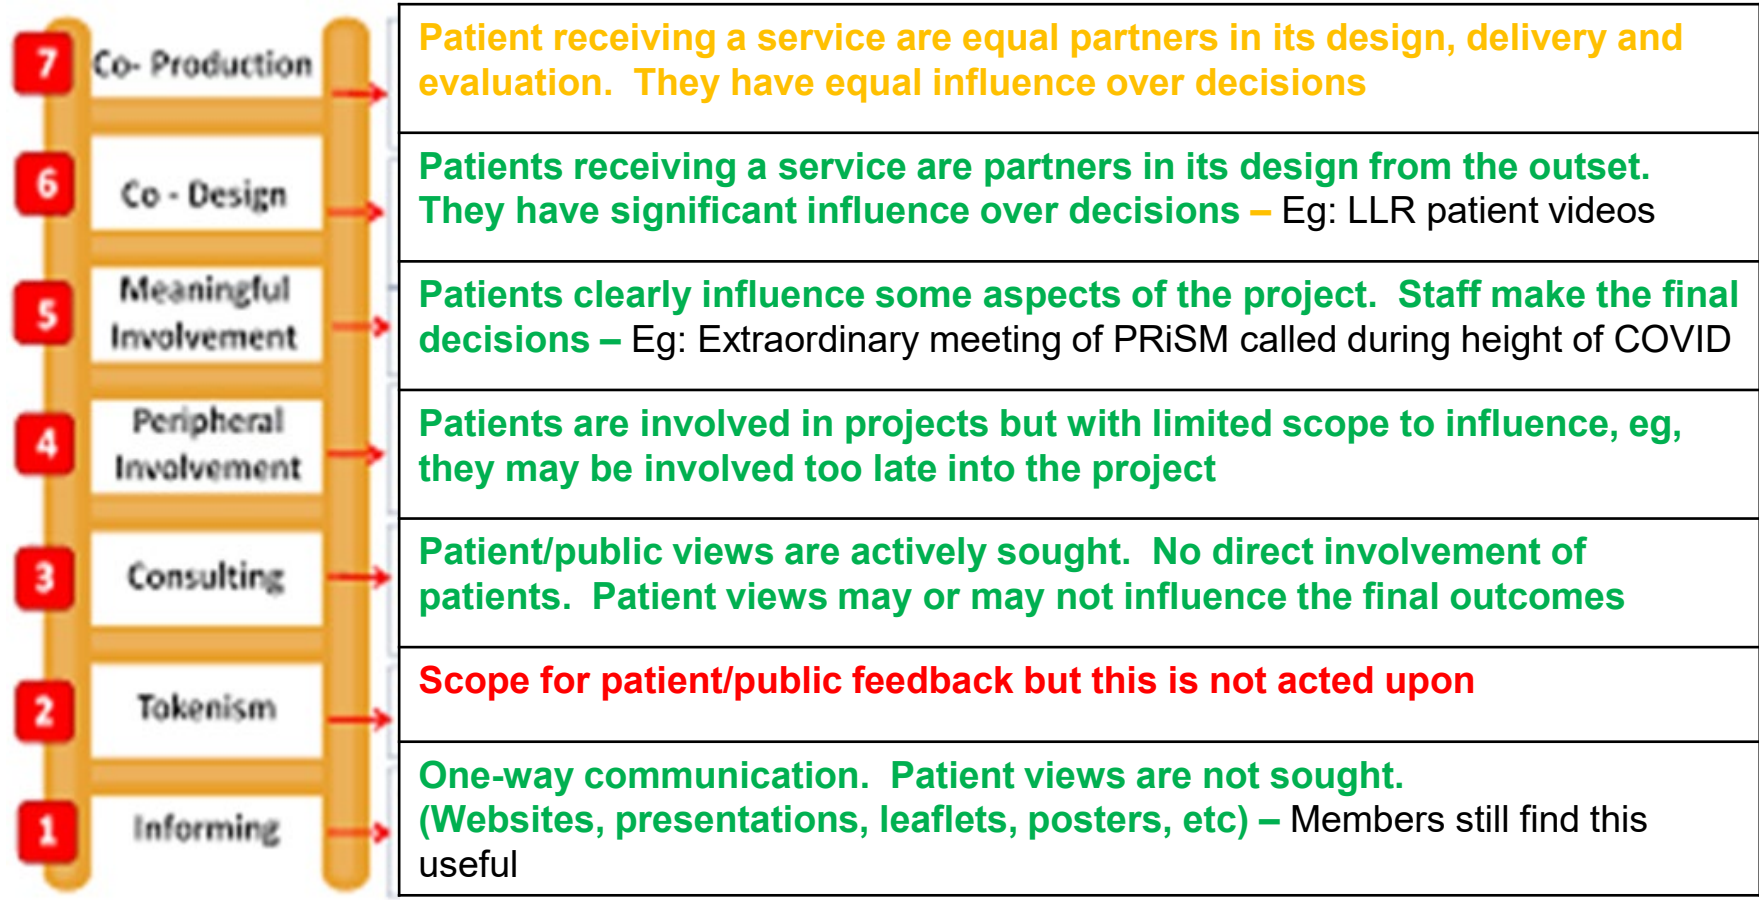 7
Co- Production
Patient receiving a service are equal partners in its design, delivery and
evaluation.  They have equal influence over decisions
6
Co - Design
Patients receiving a service are partners in its design from the outset.
They have significant influence over decisions – Eg: LLR patient videos
5
Meaningful
Involvement
Patients clearly influence some aspects of the project.  Staff make the final
decisions – Eg: Extraordinary meeting of PRiSM called during height of COVID
4
Peripheral
Involvement
Patients are involved in projects but with limited scope to influence, eg,
they may be involved too late into the project
3
Consulting
Patient/public views are actively sought.  No direct involvement of
patients.  Patient views may or may not influence the final outcomes
2
Tokenism
Scope for patient/public feedback but this is not acted upon
1
Informing
One-way communication.  Patient views are not sought.
(Websites, presentations, leaflets, posters, etc) – Members still find this
useful